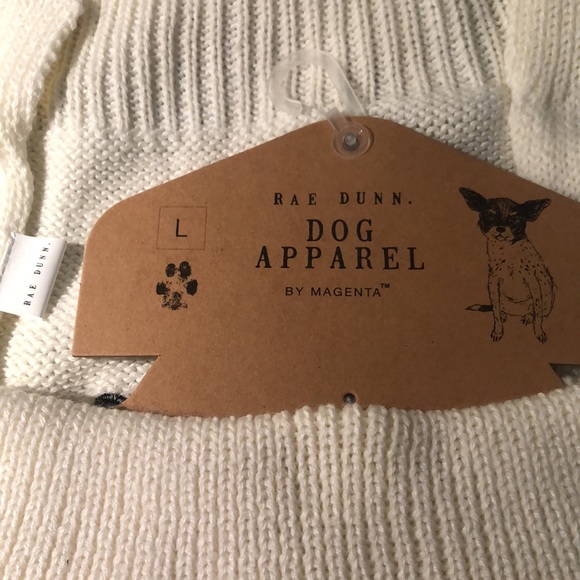 RAE DUNN.
L
DOG
APPAREL
BY MAGENTA™
RAE DUNN.